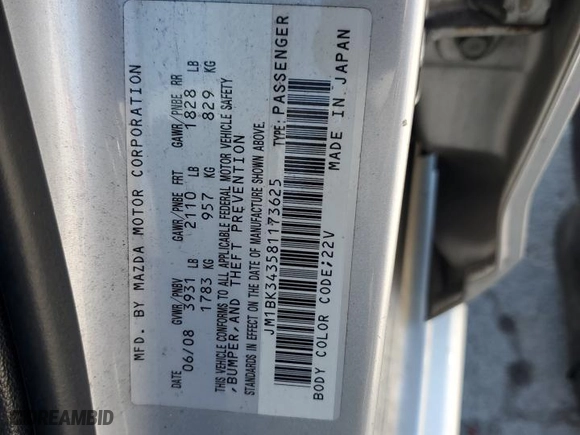 MFD. BY MAZDA MOTOR CORPORATION
DATE GVWR/PNBV GAWR/PNBE FRT GAWR/PNBE RR
06/08 3931 LB 2110 LB 1828 LB
1783 KG 957 KG 829 KG
THIS VEHICLE CONFORMS TO ALL APPLICABLE FEDERAL MOTOR VEHICLE SAFETY
,BUMPER,AND THEFT PREVENTION
STANDARDS IN EFFECT ON THE DATE OF MANUFACTURE SHOWN ABOVE.
JM1BK343581173625 TYPE: PASSENGER
BODY COLOR CODE;22V MADE IN JAPAN
DREAMBID